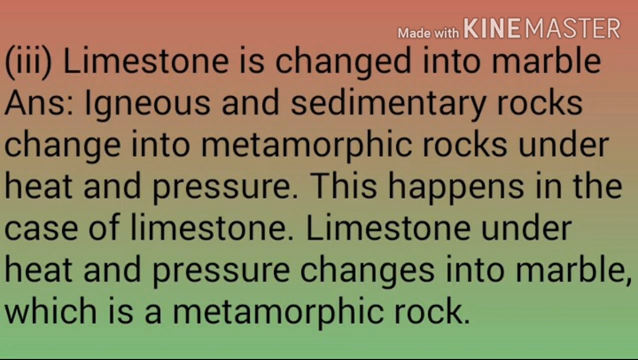 Made with KINEMASTER
(iii) Limestone is changed into marble
Ans: Igneous and sedimentary rocks
change into metamorphic rocks under
heat and pressure. This happens in the
case of limestone. Limestone under
heat and pressure changes into marble,
which is a metamorphic rock.